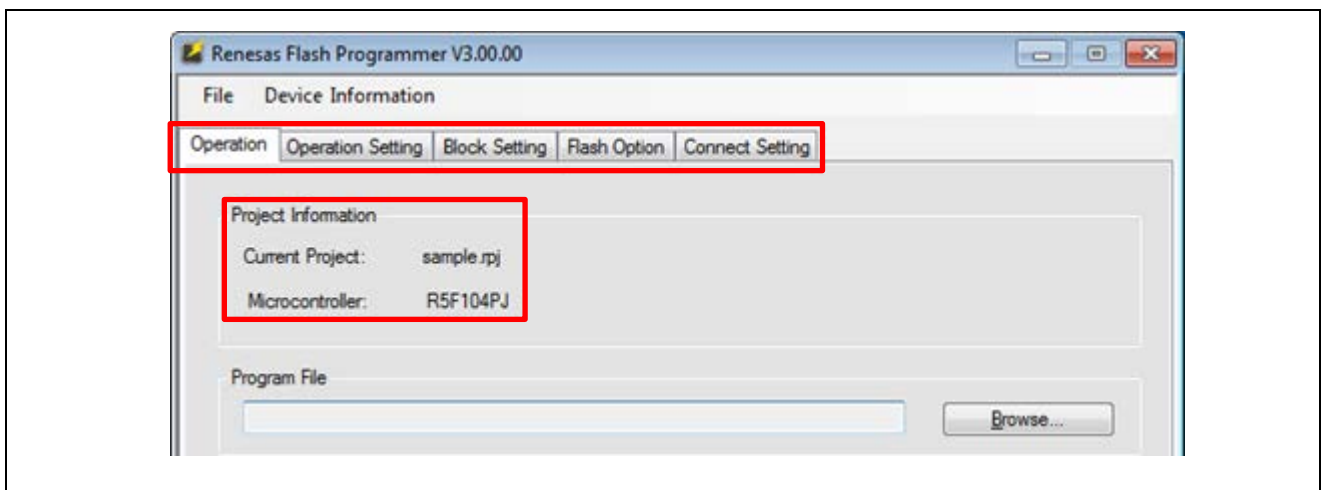 Renesas Flash Programmer V3.00.00
File Device Information
Operation Operation Setting Block Setting Flash Option Connect Setting
Project Information
Current Project: sample.rpj
Microcontroller: R5F104PJ
Program File
Browse...